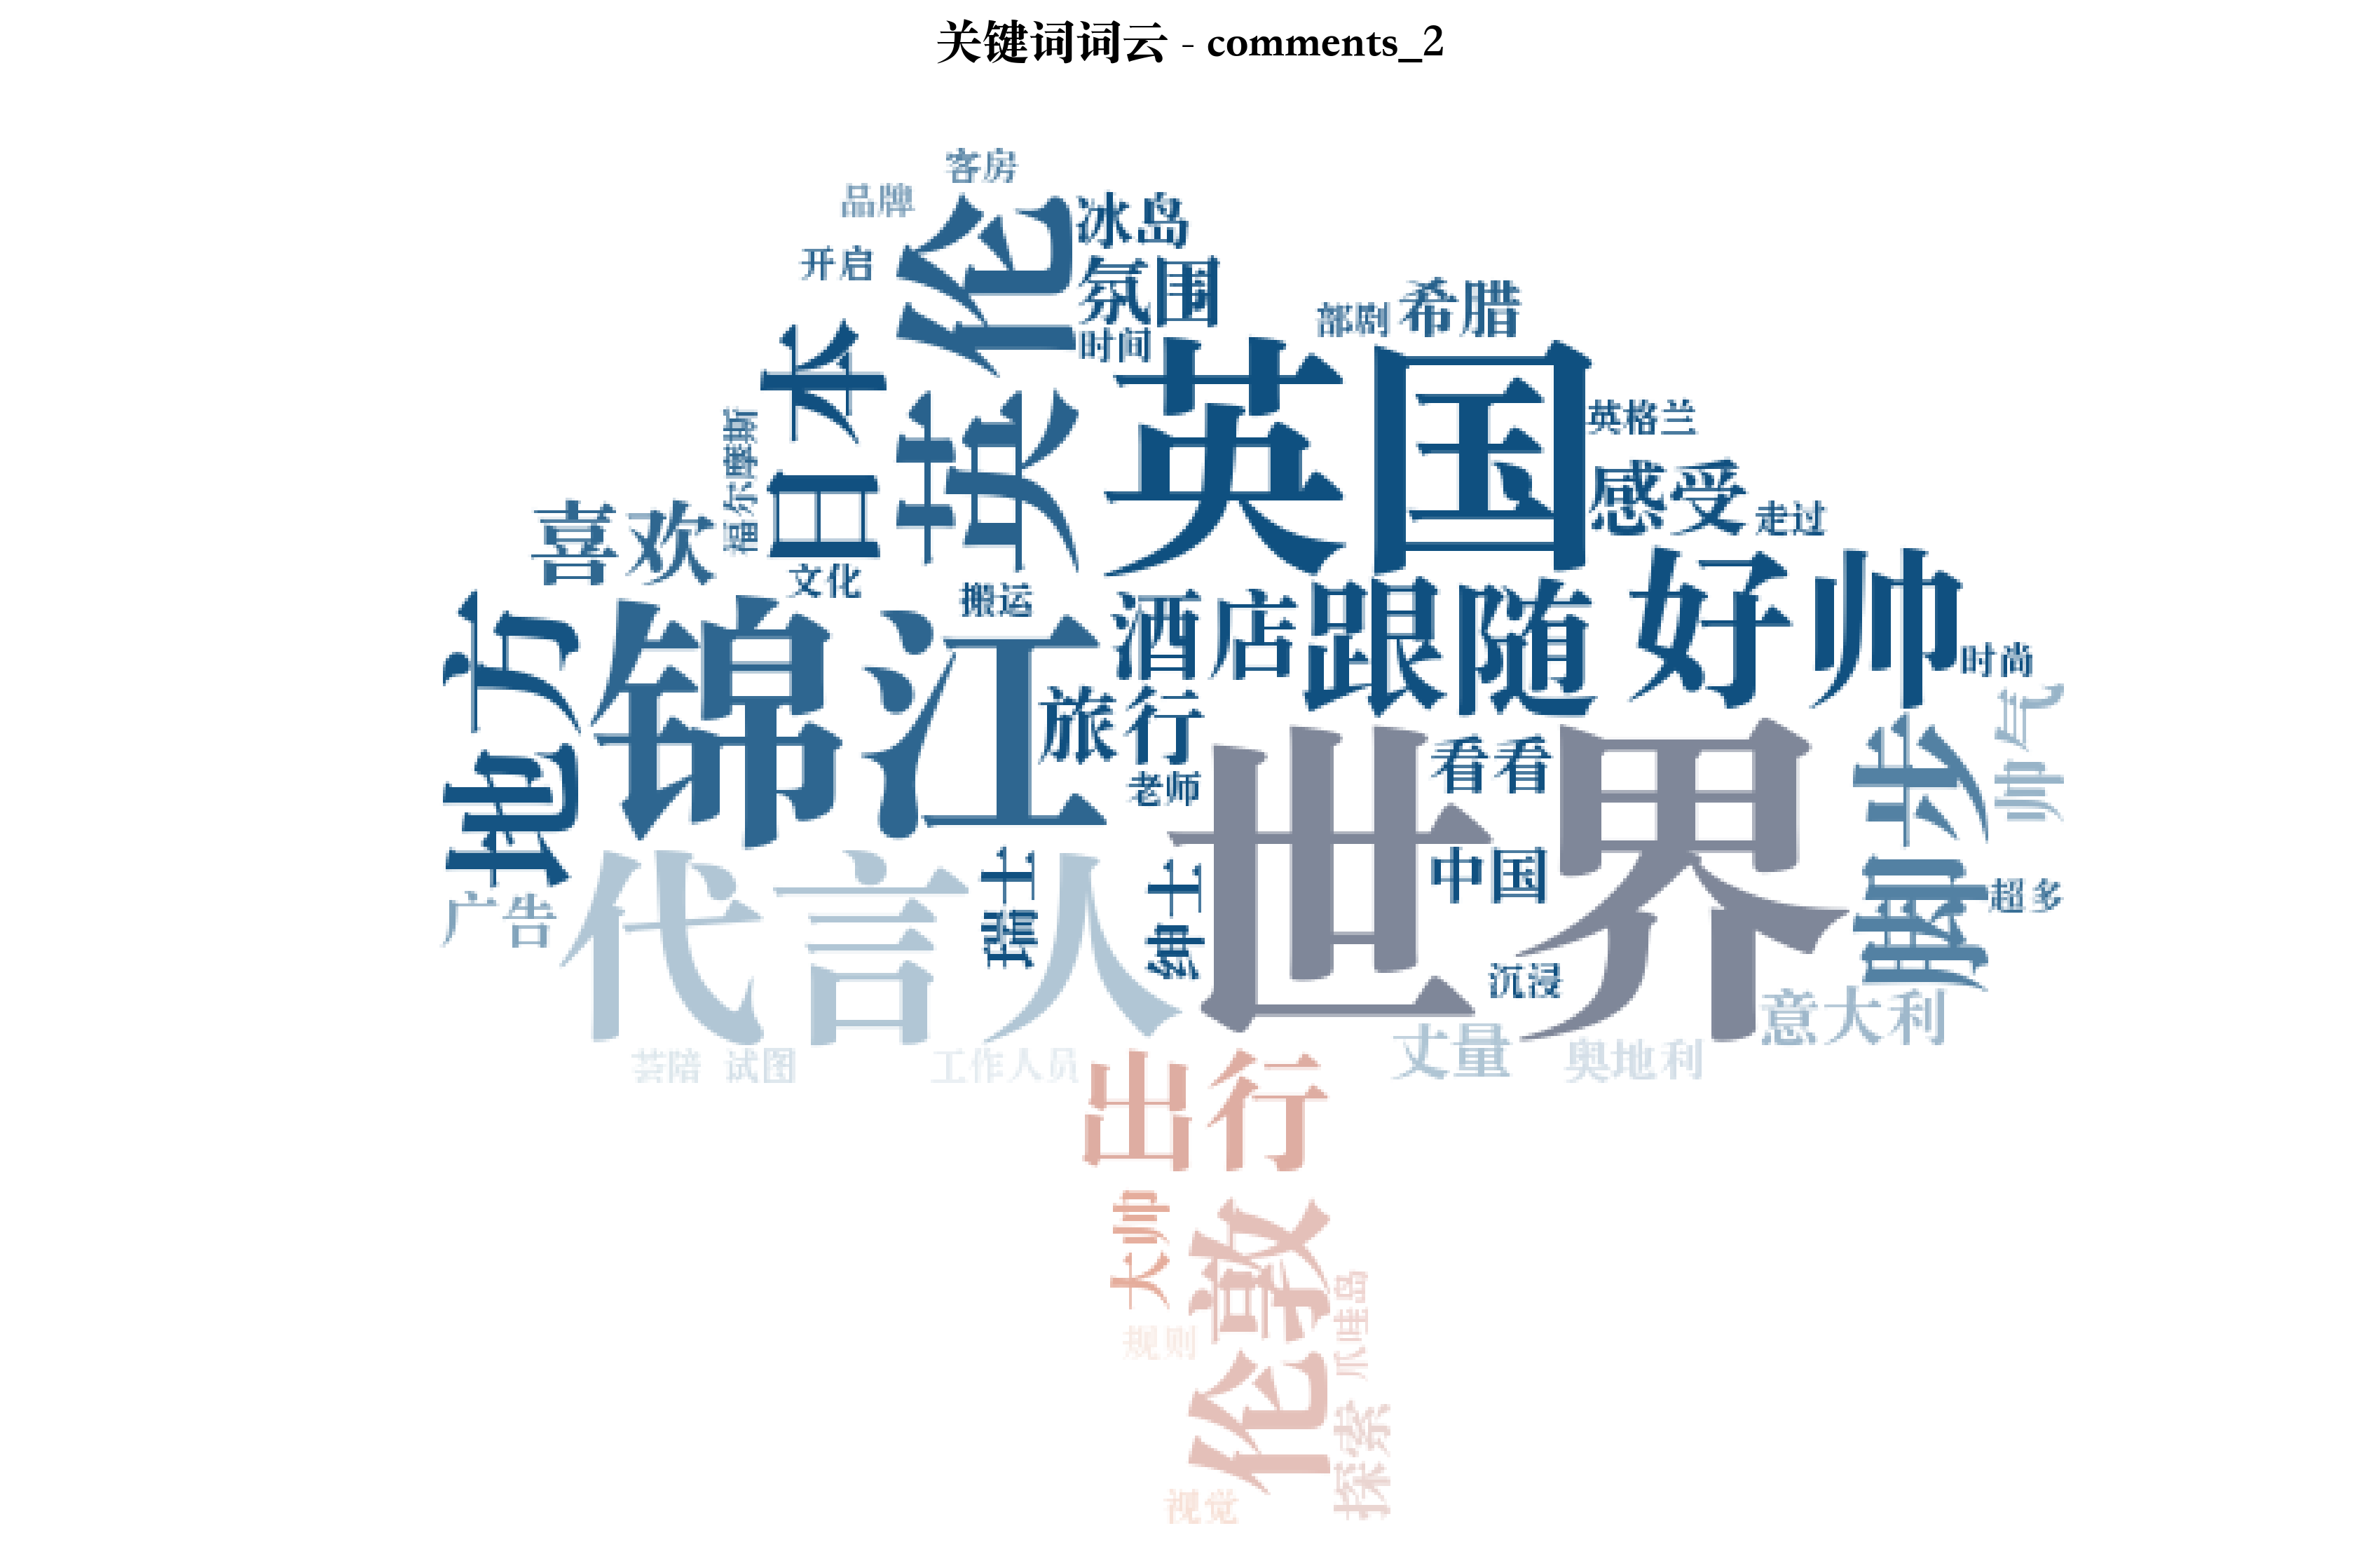 关键词词云 - comments_2
客房
品牌
冰岛
英伦
开启
氛围
希腊
部剧
日本
时间
英国
英格兰
福尔摩斯
感受
喜欢
走过
文化
搬运
酒店
跟随
好帅
地方
锦江
时尚
旅行
帅气
世界
看看
脚步
老师
代言人
瑞士
绅士
中国
超多
广告
沉浸
意大利
丈量
奥地利
芸陪
试图
工作人员
出行
大帅
伦敦
爪哇岛
规则
探索
视觉